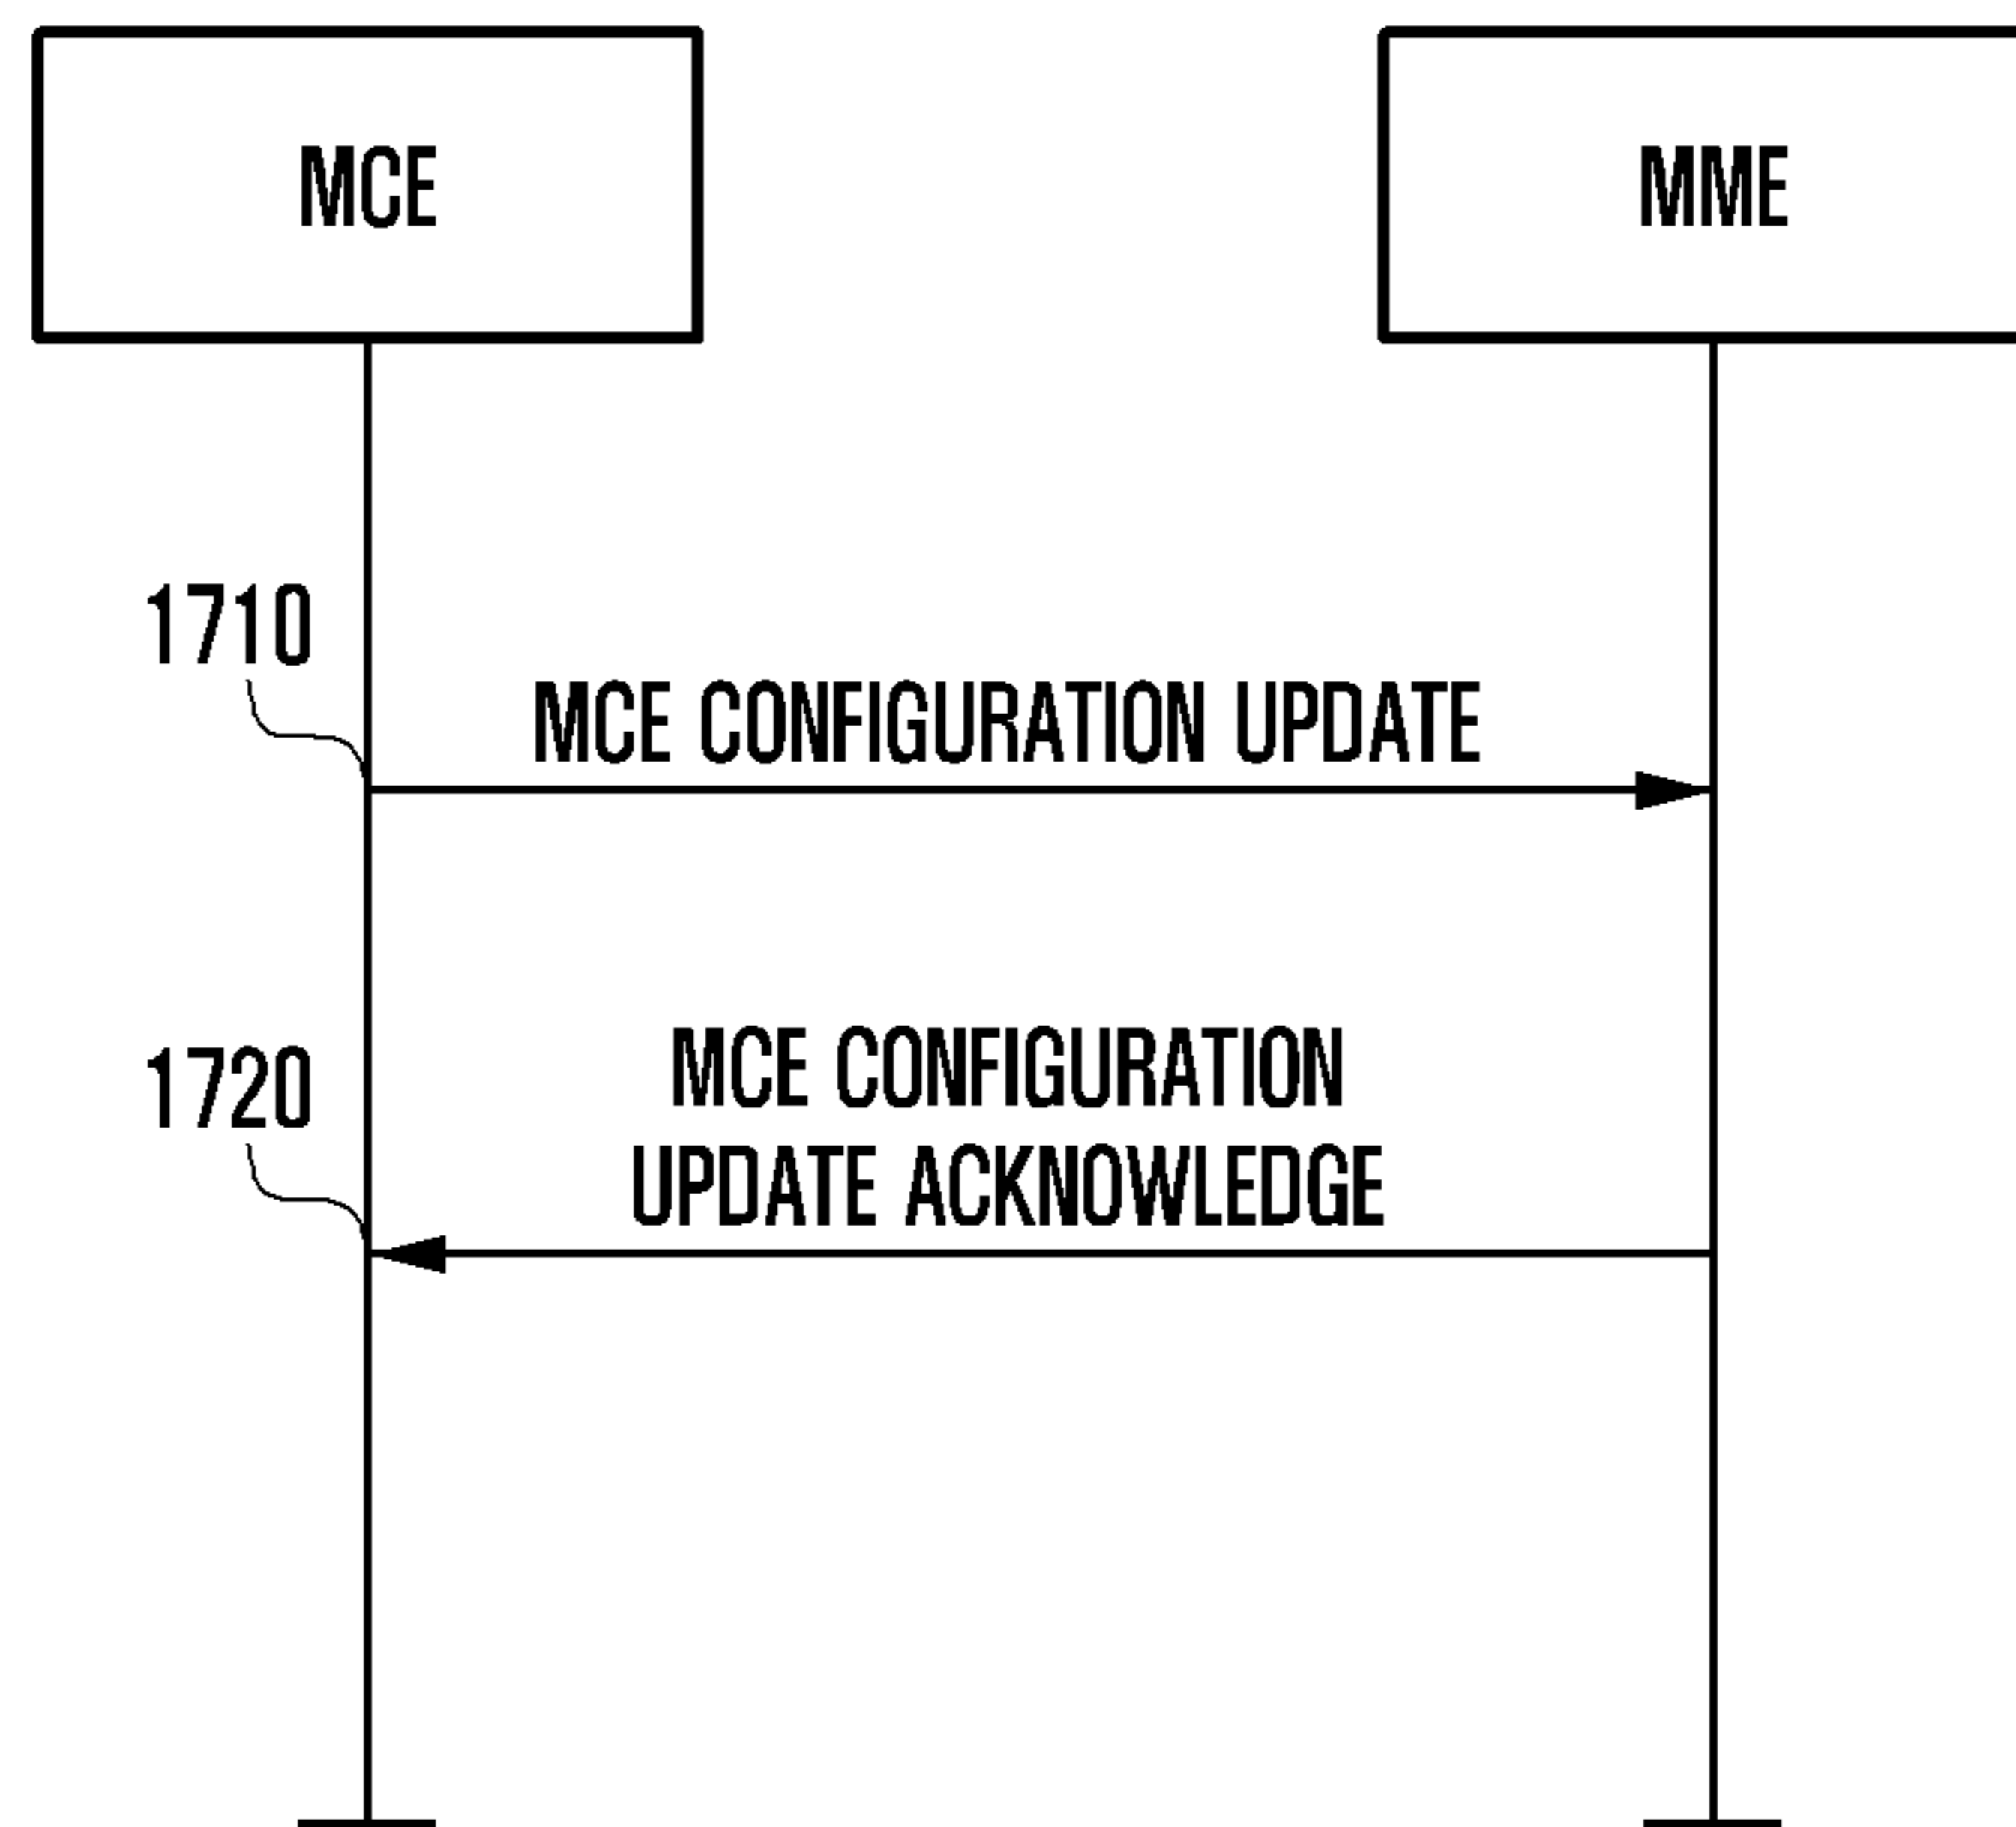 MCE
MME
1710
MCE CONFIGURATION UPDATE
1720
MCE CONFIGURATION
UPDATE ACKNOWLEDGE